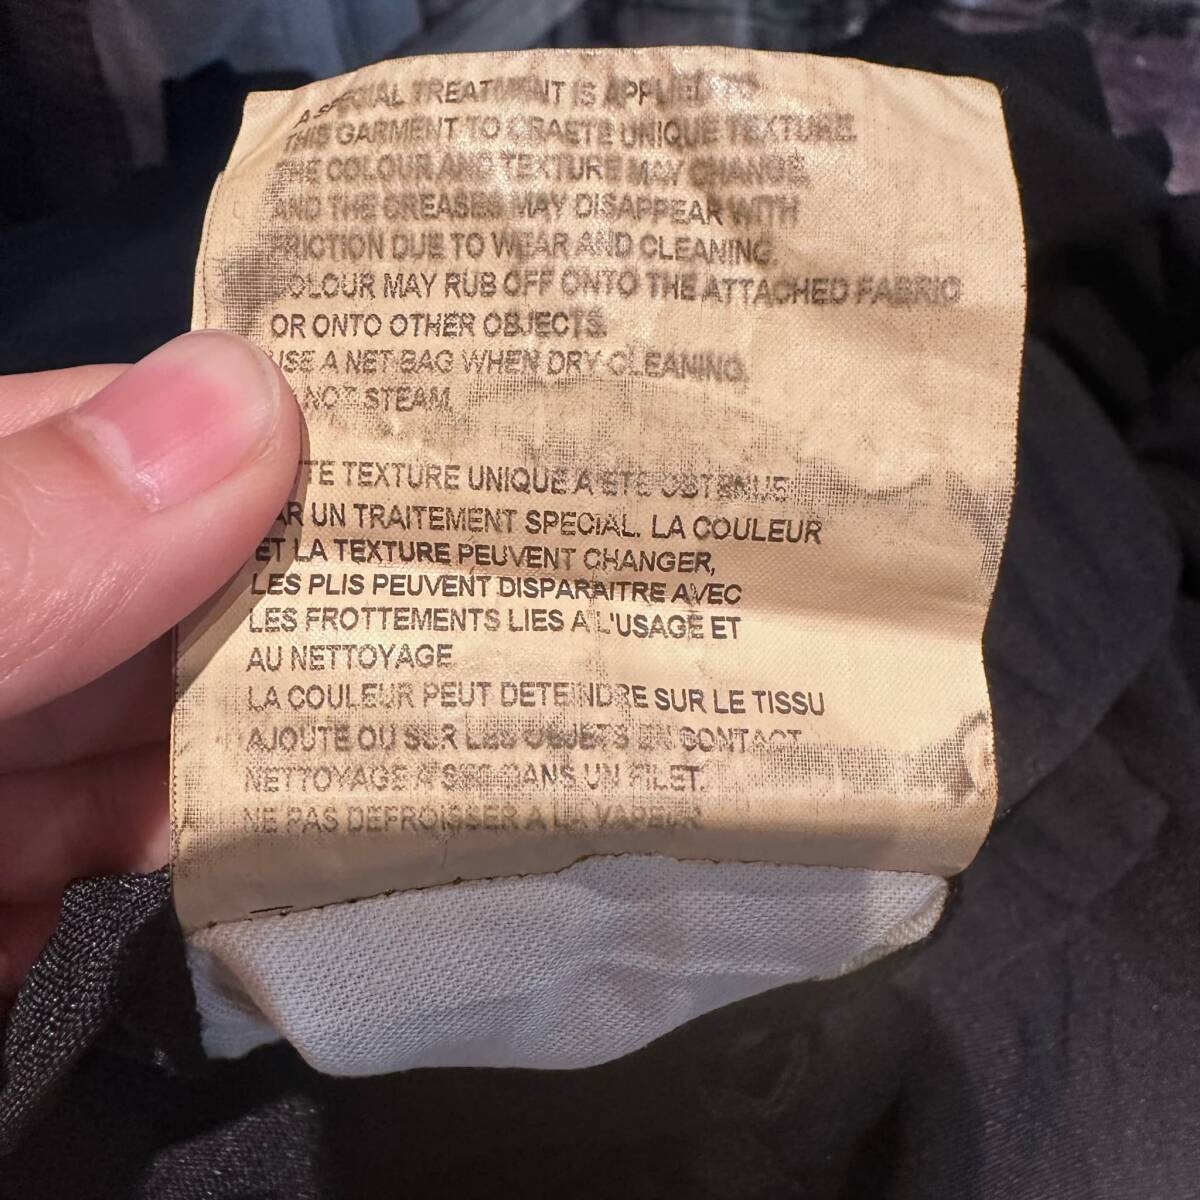 A SPECIAL TREATMENT IS APPLIED TO
THIS GARMENT TO CRAETE UNIQUE TEXTURE.
THE COLOUR AND TEXTURE MAY CHANGE,
AND THE CREASES MAY DISAPPEAR WITH
FRICTION DUE TO WEAR AND CLEANING.
COLOUR MAY RUB OFF ONTO THE ATTACHED FABRIC
OR ONTO OTHER OBJECTS.
USE A NET BAG WHEN DRY CLEANING.
NOT STEAM.
TE TEXTURE UNIQUE A ETE OBTENUE
AR UN TRAITEMENT SPECIAL. LA COULEUR
ET LA TEXTURE PEUVENT CHANGER,
LES PLIS PEUVENT DISPARAITRE AVEC
LES FROTTEMENTS LIES A L'USAGE ET
AU NETTOYAGE
LA COULEUR PEUT DETEINDRE SUR LE TISSU
AJOUTE OU SUR LES OBJETS EN CONTACT
NETTOYAGE A SEC DANS UN FILET.
NE PAS DEFROISSER A LA VAPEUR